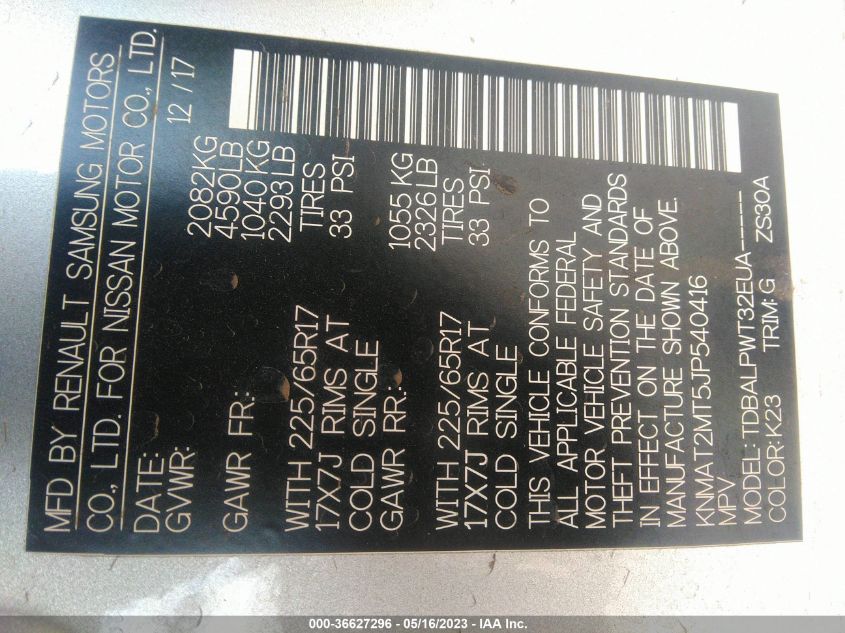 MFD BY RENAULT SAMSUNG MOTORS
CO., LTD. FOR NISSAN MOTOR CO., LTD.
DATE: 12 /17
GVWR: 2082KG
4590LB
GAWR FR: 1040 KG
2293LB
WITH 225/65R17 TIRES
17X7J RIMS AT 33 PSI
COLD SINGLE
GAWR RR.: 1055 KG
2326LB
WITH 225/65R17 TIRES
17X7J RIMS AT 33 PSI.
COLD SINGLE
THIS VEHICLE CONFORMS TO
ALL APPLICABLE FEDERAL
MOTOR VEHICLE SAFETY AND
THEFT PREVENTION STANDARDS
IN EFFECT ON THE DATE OF
MANUFACTURE SHOWN ABOVE.
KNMAT2MT5JP540416
MPV
MODEL: TDBALPWT32EUA-----
COLOR: K23 TRIM: G ZS30A
000-36627296 - 05/16/2023 - IAA Inc.